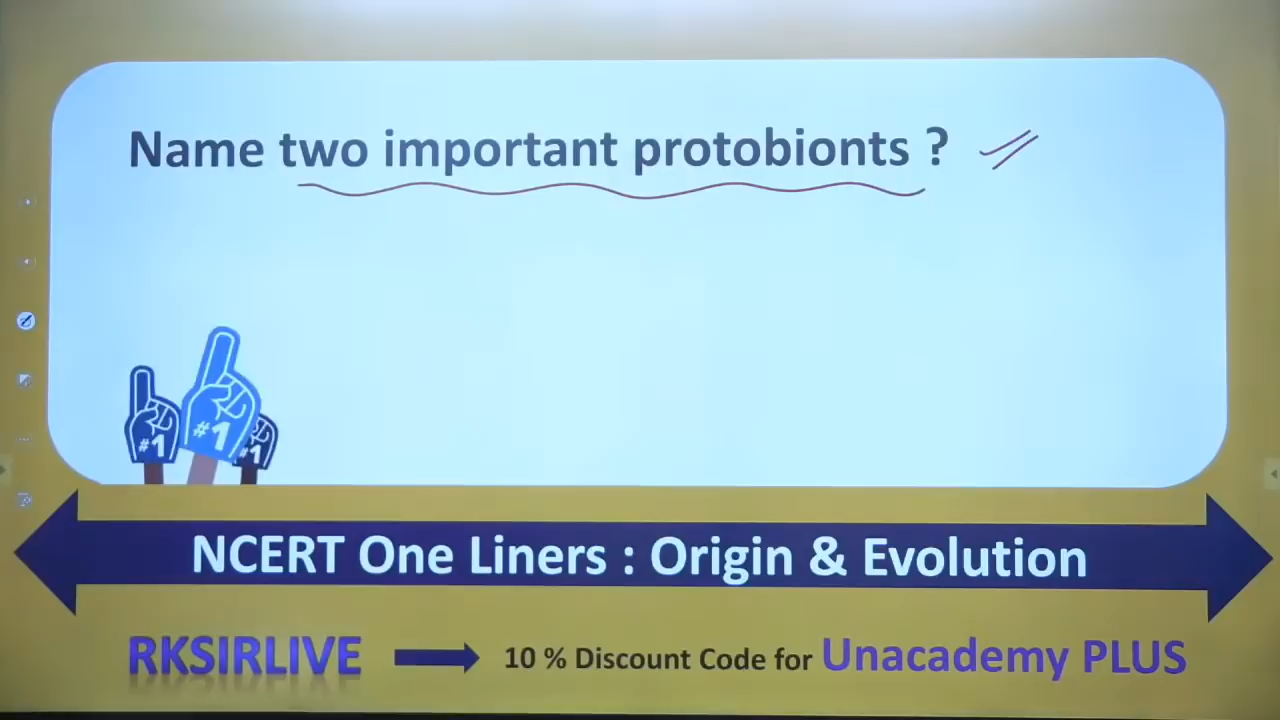 Name two important protobionts ?
#1 #1 #1
NCERT One Liners : Origin & Evolution
RKSIRLIVE 10 % Discount Code for Unacademy PLUS